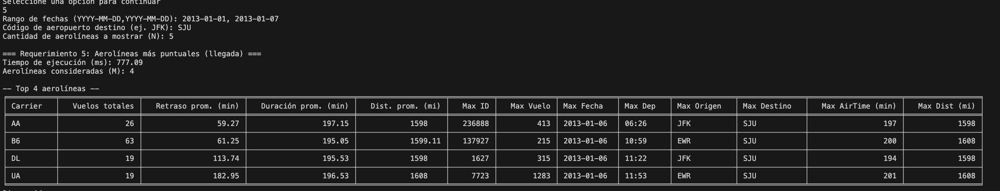 Seleccione una opción para continuar
5
Rango de fechas (YYYY-MM-DD,YYYY-MM-DD): 2013-01-01, 2013-01-07
Código de aeropuerto destino (ej. JFK): SJU
Cantidad de aerolíneas a mostrar (N): 5
=== Requerimiento 5: Aerolíneas más puntuales (llegada) ===
Tiempo de ejecución (ms): 777.09
Aerolíneas consideradas (M): 4
-- Top 4 aerolíneas --
Carrier Vuelos totales Retraso prom. (min) Duración prom. (min) Dist. prom. (mi) Max ID Max Vuelo Max Fecha Max Dep Max Origen Max Destino Max AirTime (min) Max Dist (mi)
AA 26 59.27 197.15 1598 236888 413 2013-01-06 06:26 JFK SJU 197 1598
B6 63 61.25 195.05 1599.11 137927 215 2013-01-06 10:59 EWR SJU 200 1608
DL 19 113.74 195.53 1598 1627 315 2013-01-06 11:22 JFK SJU 194 1598
UA 19 182.95 196.53 1608 7723 1283 2013-01-06 11:53 EWR SJU 201 1608